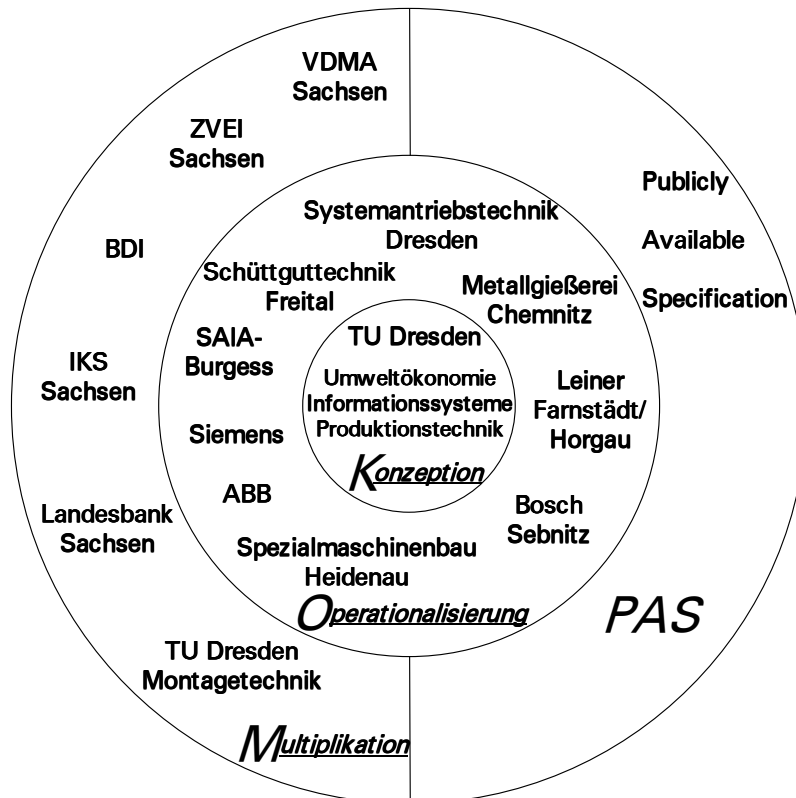 VDMA
Sachsen
ZVEI
Sachsen
BDI
IKS
Sachsen
Landesbank
Sachsen
TU Dresden
Montagetechnik
Multiplikation
Publicly
Available
Specification
PAS
Systemantriebstechnik
Dresden
Schüttguttechnik
Freital
Metallgießerei
Chemnitz
SAIA-
Burgess
Leiner
Farnstädt/
Horgau
Siemens
ABB
Bosch
Sebnitz
Spezialmaschinenbau
Heidenau
Operationalisierung
TU Dresden
Umweltökonomie
Informationssysteme
Produktionstechnik
Konzeption